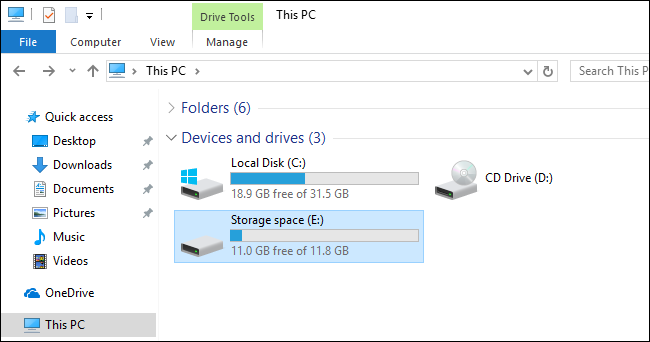 Drive Tools
This PC
File
Computer
View
Manage
This PC
Search This P
Quick access
Desktop
Downloads
Documents
Pictures
Music
Videos
OneDrive
This PC
Folders (6)
Devices and drives (3)
Local Disk (C:)
18.9 GB free of 31.5 GB
CD Drive (D:)
Storage space (E:)
11.0 GB free of 11.8 GB